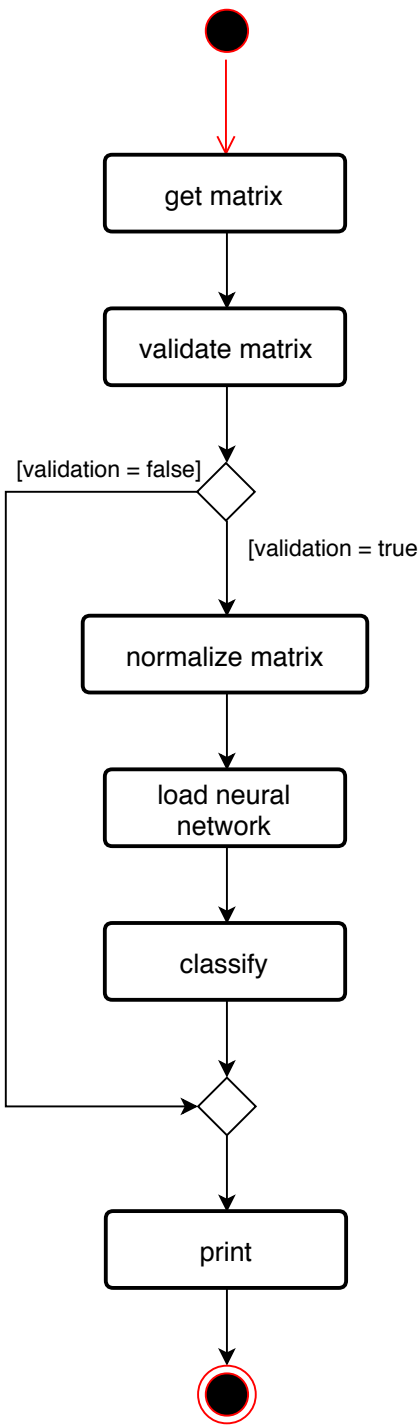 get matrix
validate matrix
[validation = false]
[validation = true
normalize matrix
load neural
network
classify
print